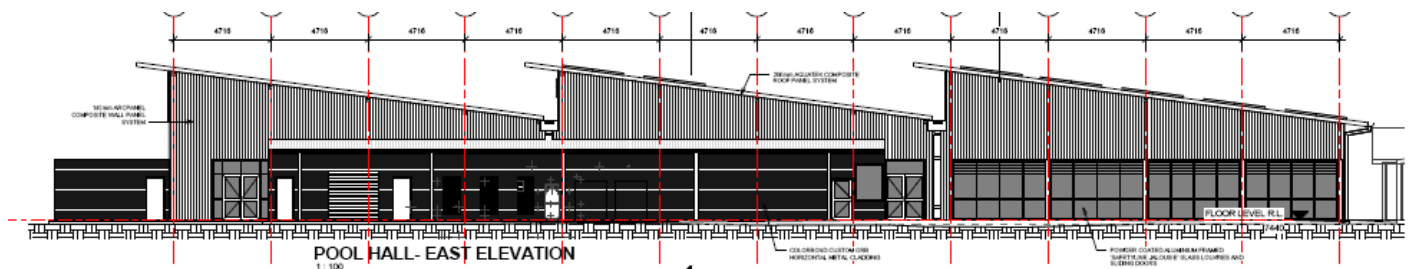 4716 4716 4716 4716 4716 4716 4716 4716 4716 4716 4716 4716
200mm AQUATEK COMPOSITE
ROOF PANEL SYSTEM
ARCPANEL
COMPOSITE WALL PANEL
SYSTEM
FLOOR LEVEL R.L.
7440
POOL HALL- EAST ELEVATION
1 : 100
COLORBOND CUSTOM ORB
HORIZONTAL METAL CLADDING
POWDER COATED ALUMINIUM FRAMED
'SAFETYLINE JALOUSIE' GLASS LOUVRES AND
SLIDING DOORS